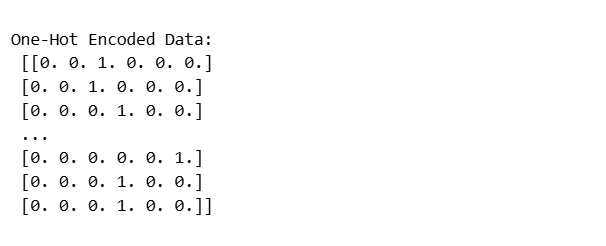 One-Hot Encoded Data:
[[0. 0. 1. 0. 0. 0.]
[0. 0. 1. 0. 0. 0.]
[0. 0. 0. 1. 0. 0.]
...
[0. 0. 0. 0. 0. 1.]
[0. 0. 0. 1. 0. 0.]
[0. 0. 0. 1. 0. 0.]]